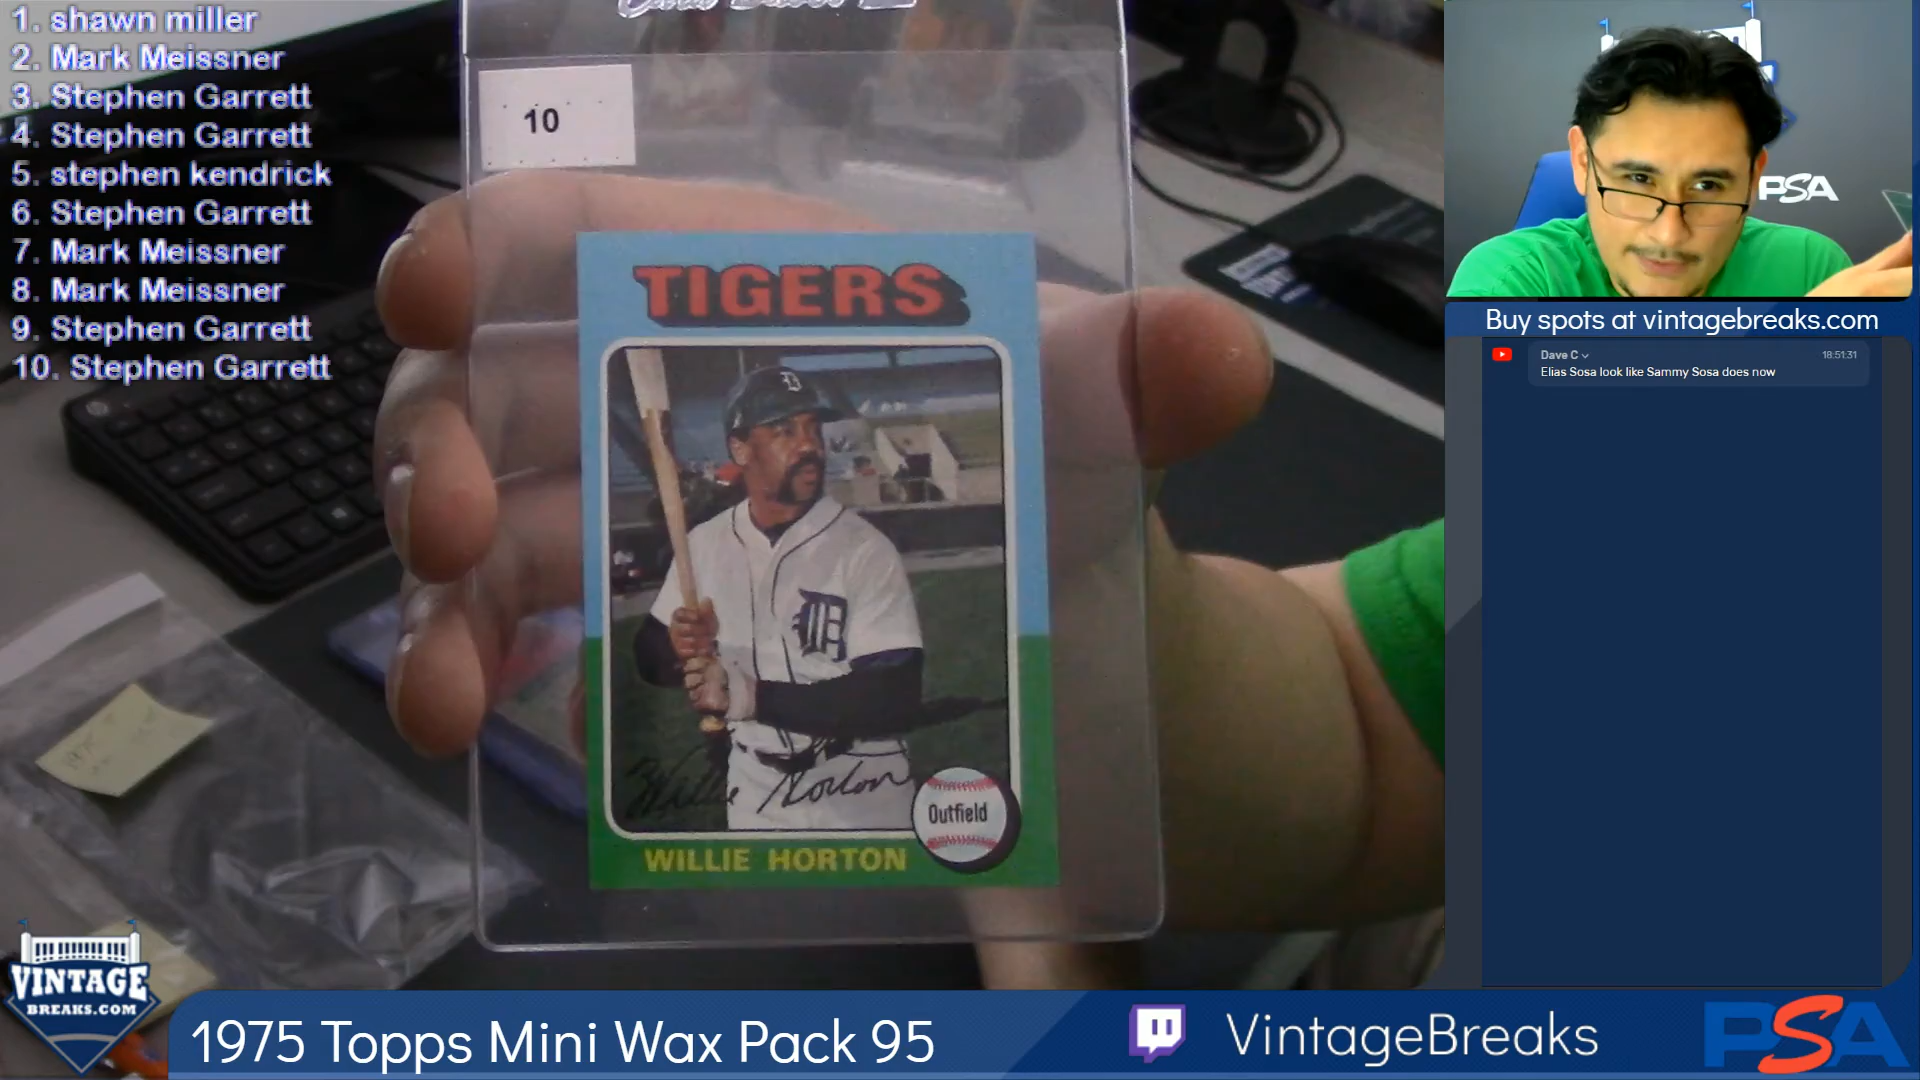 1. shawn miller
2. Mark Meissner
3. Stephen Garrett
4. Stephen Garrett
5. stephen kendrick
6. Stephen Garrett
7. Mark Meissner
8. Mark Meissner
9. Stephen Garrett
10. Stephen Garrett
10
TIGERS
D
Willie Horton
Outfield
WILLIE HORTON
PSA
Buy spots at vintagebreaks.com
Dave C
18:51:31
Elias Sosa look like Sammy Sosa does now
VINTAGE
BREAKS.COM
1975 Topps Mini Wax Pack 95
VintageBreaks
PSA